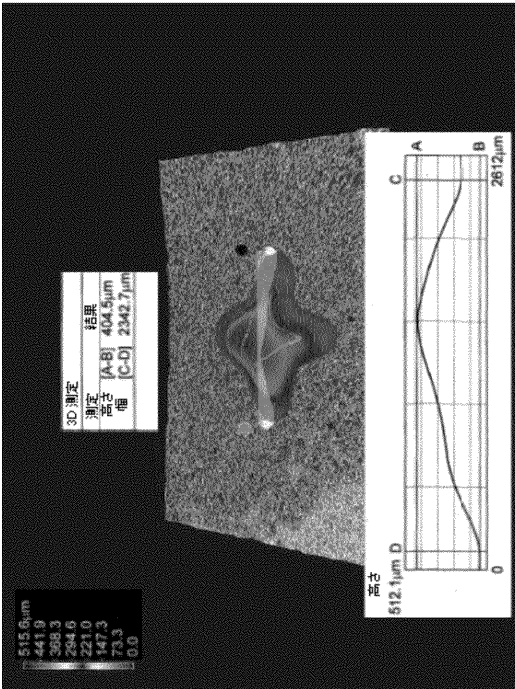 3D 測定
測定 結果
高さ [A-B] 404.5μm
幅 [C-D] 2342.7μm
515.6μm
441.9
368.3
294.6
221.0
147.3
73.3
0.0
高さ
512.1μm D C
A
B
0 2612μm